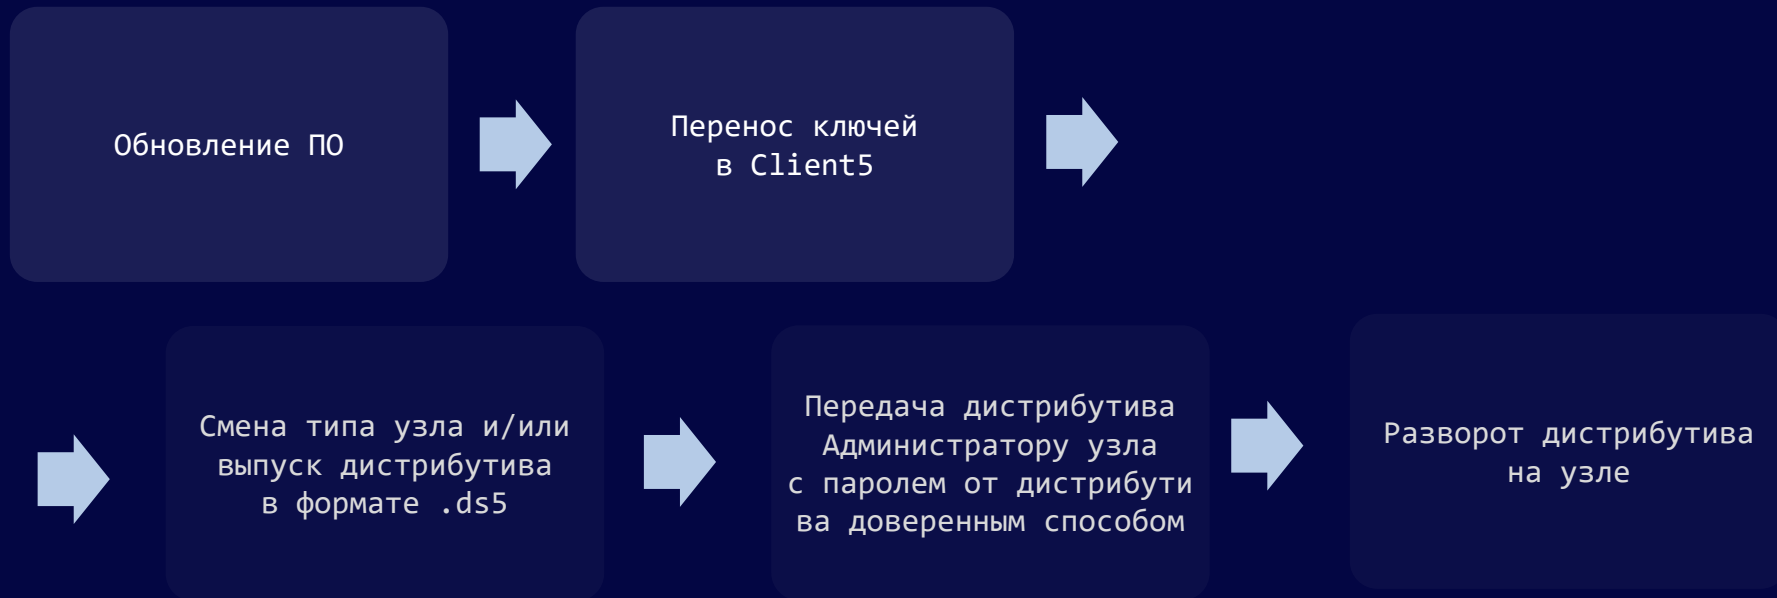 Обновление ПО
Перенос ключей
в Client5
Смена типа узла и/или
выпуск дистрибутива
в формате .ds5
Передача дистрибутива
Администратору узла
с паролем от дистрибути
ва доверенным способом
Разворот дистрибутива
на узле